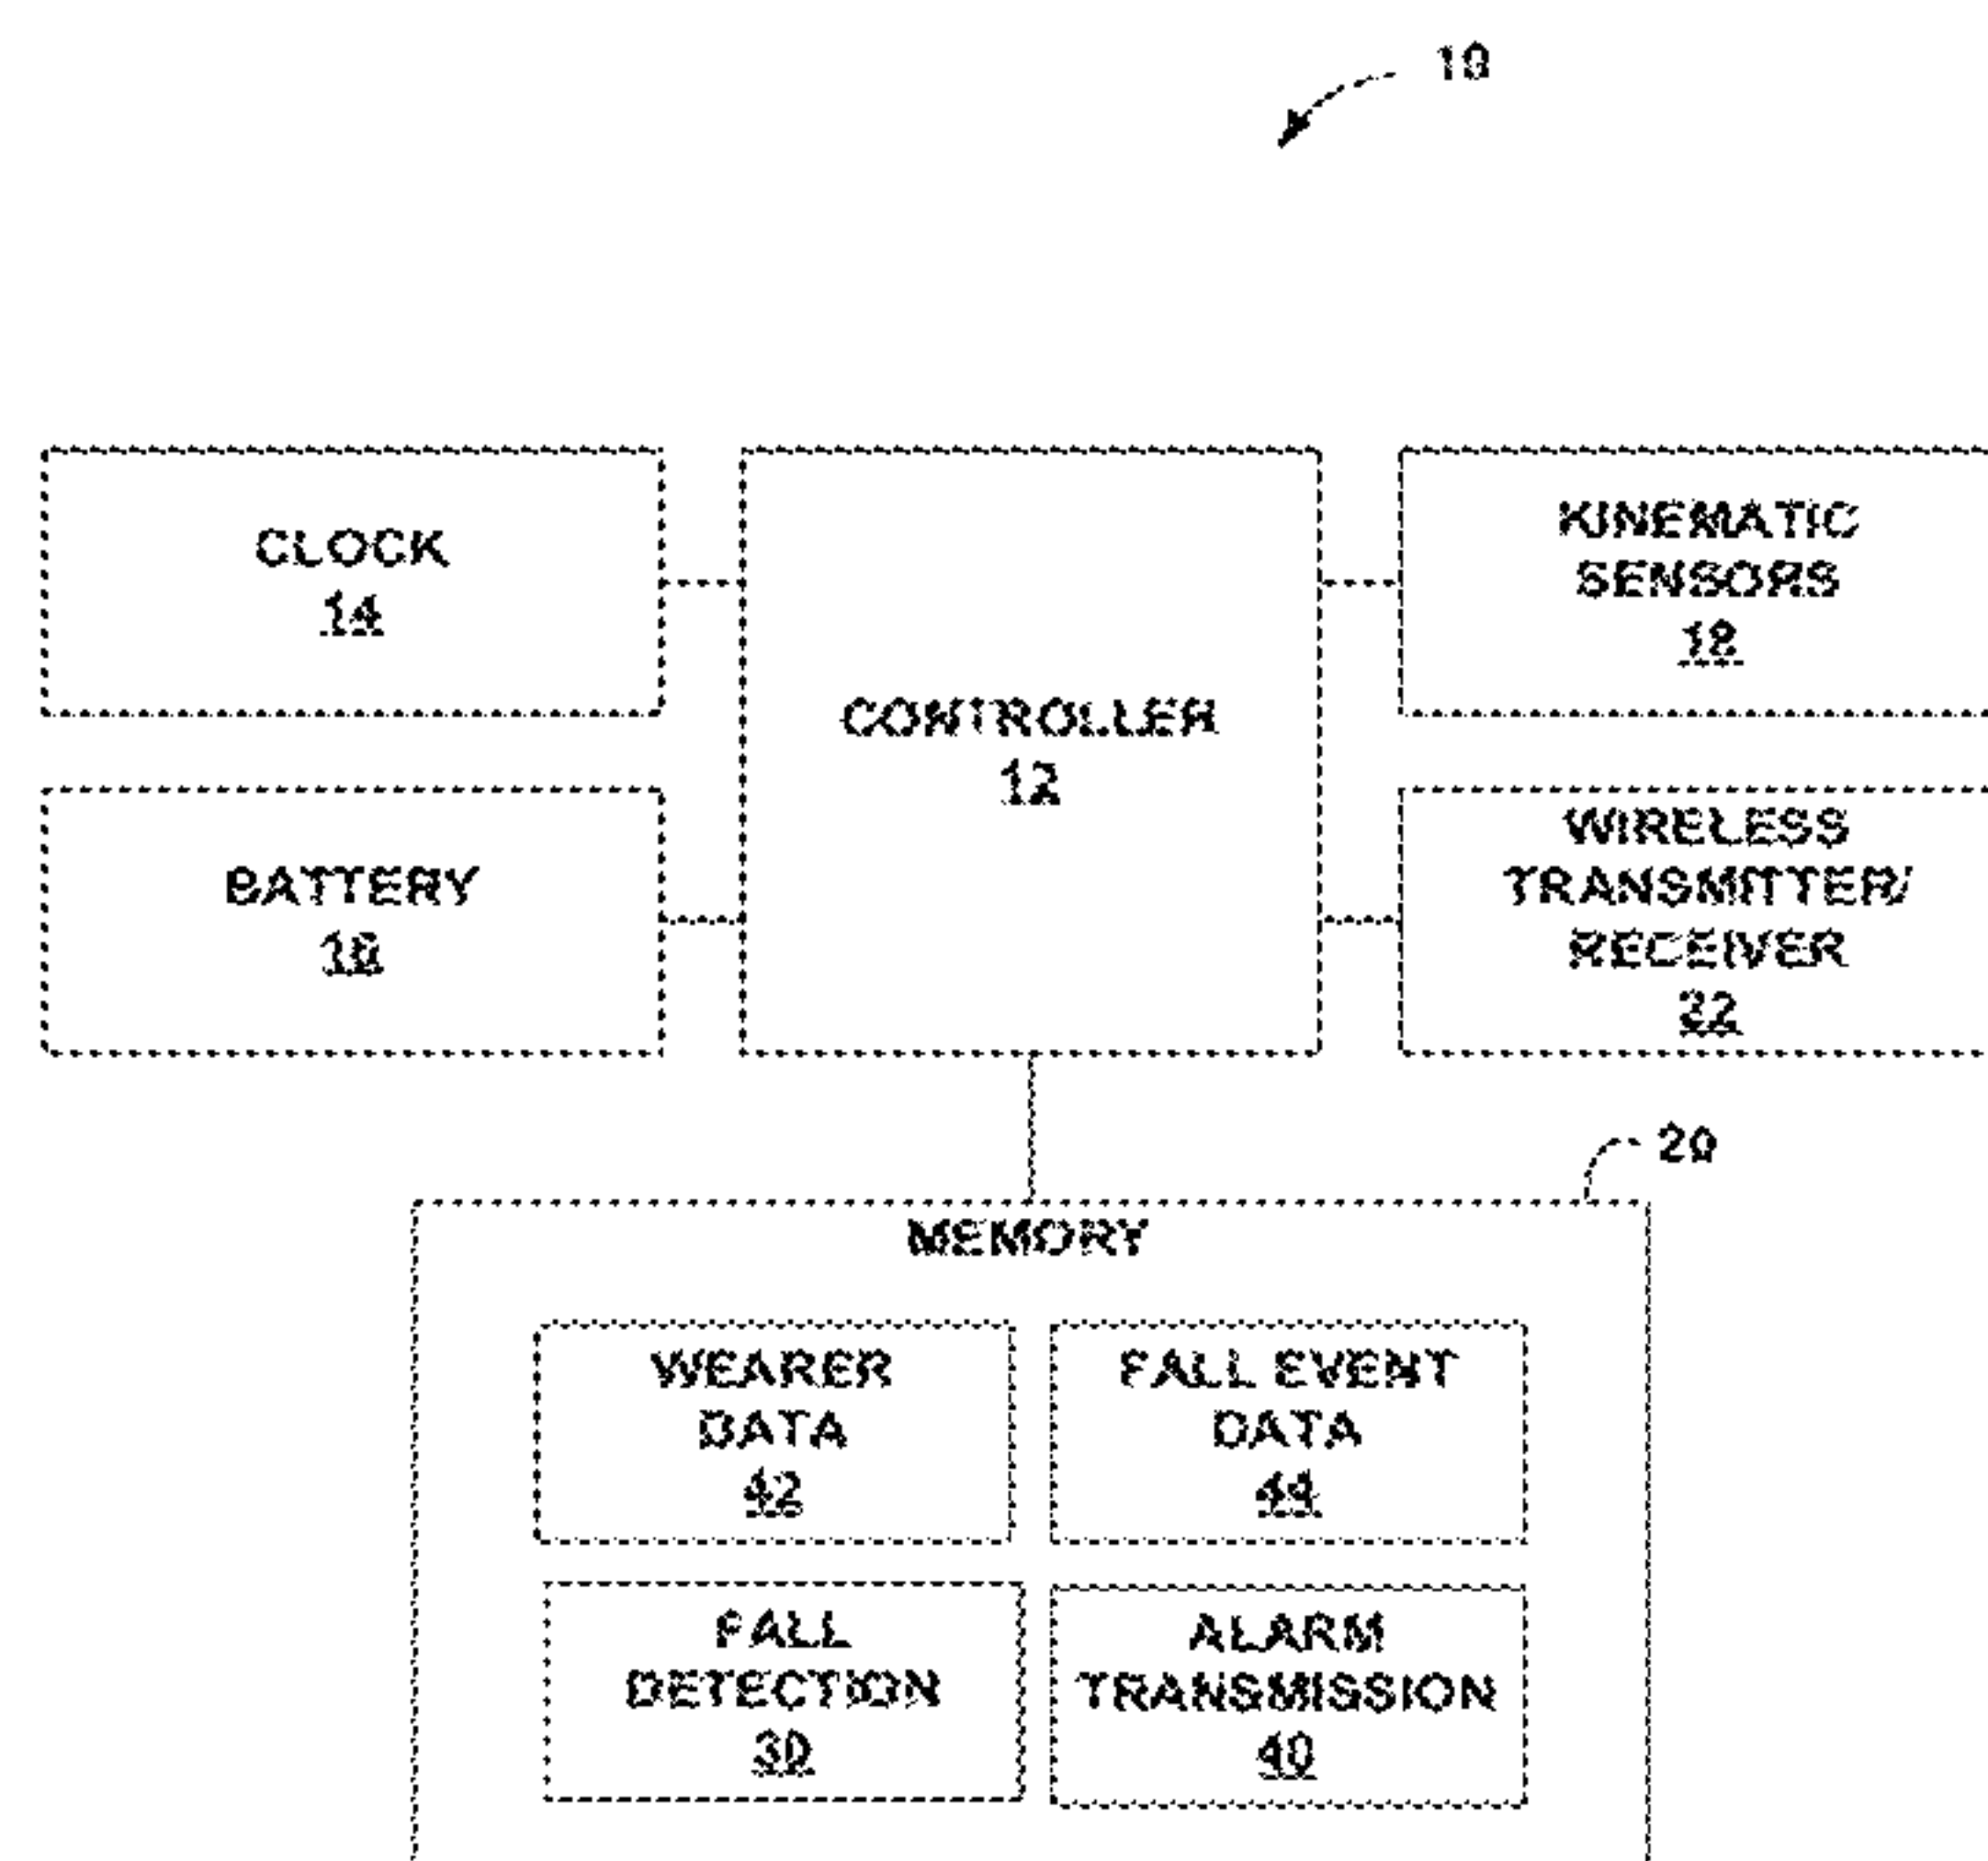 10
CLOCK
14
CONTROLLER
12
KINEMATIC
SENSORS
18
BATTERY
16
WIRELESS
TRANSMITTER/
RECEIVER
22
20
MEMORY
WEARER
DATA
42
FALL EVENT
DATA
44
FALL
DETECTION
30
ALARM
TRANSMISSION
40